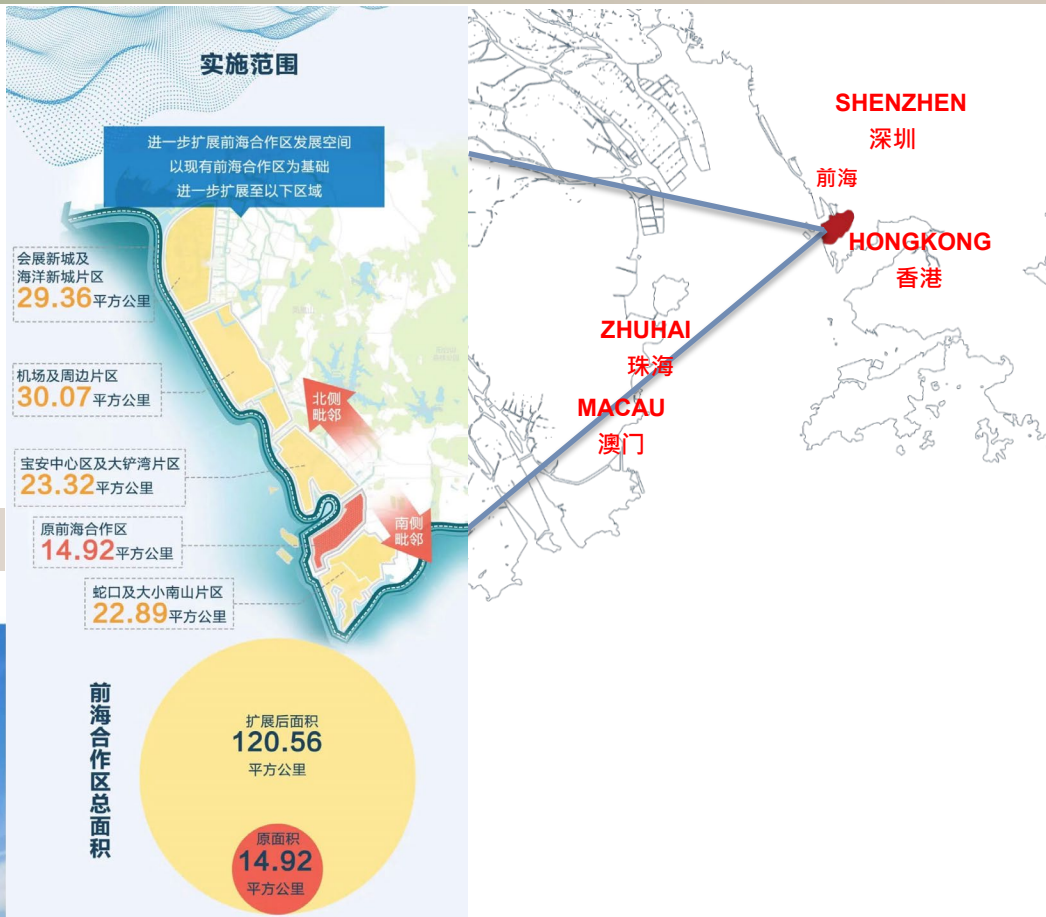 实施范围
进一步扩展前海合作区发展空间
以现有前海合作区为基础
进一步扩展至以下区域
会展新城及
海洋新城片区
29.36平方公里
机场及周边片区
30.07平方公里
北侧
毗邻
宝安中心区及大铲湾片区
23.32平方公里
原前海合作区
14.92平方公里
南侧
毗邻
蛇口及大小南山片区
22.89平方公里
前海合作区总面积
扩展后面积
120.56
平方公里
原面积
14.92
平方公里
SHENZHEN
深圳
前海
HONGKONG
香港
ZHUHAI
珠海
MACAU
澳门